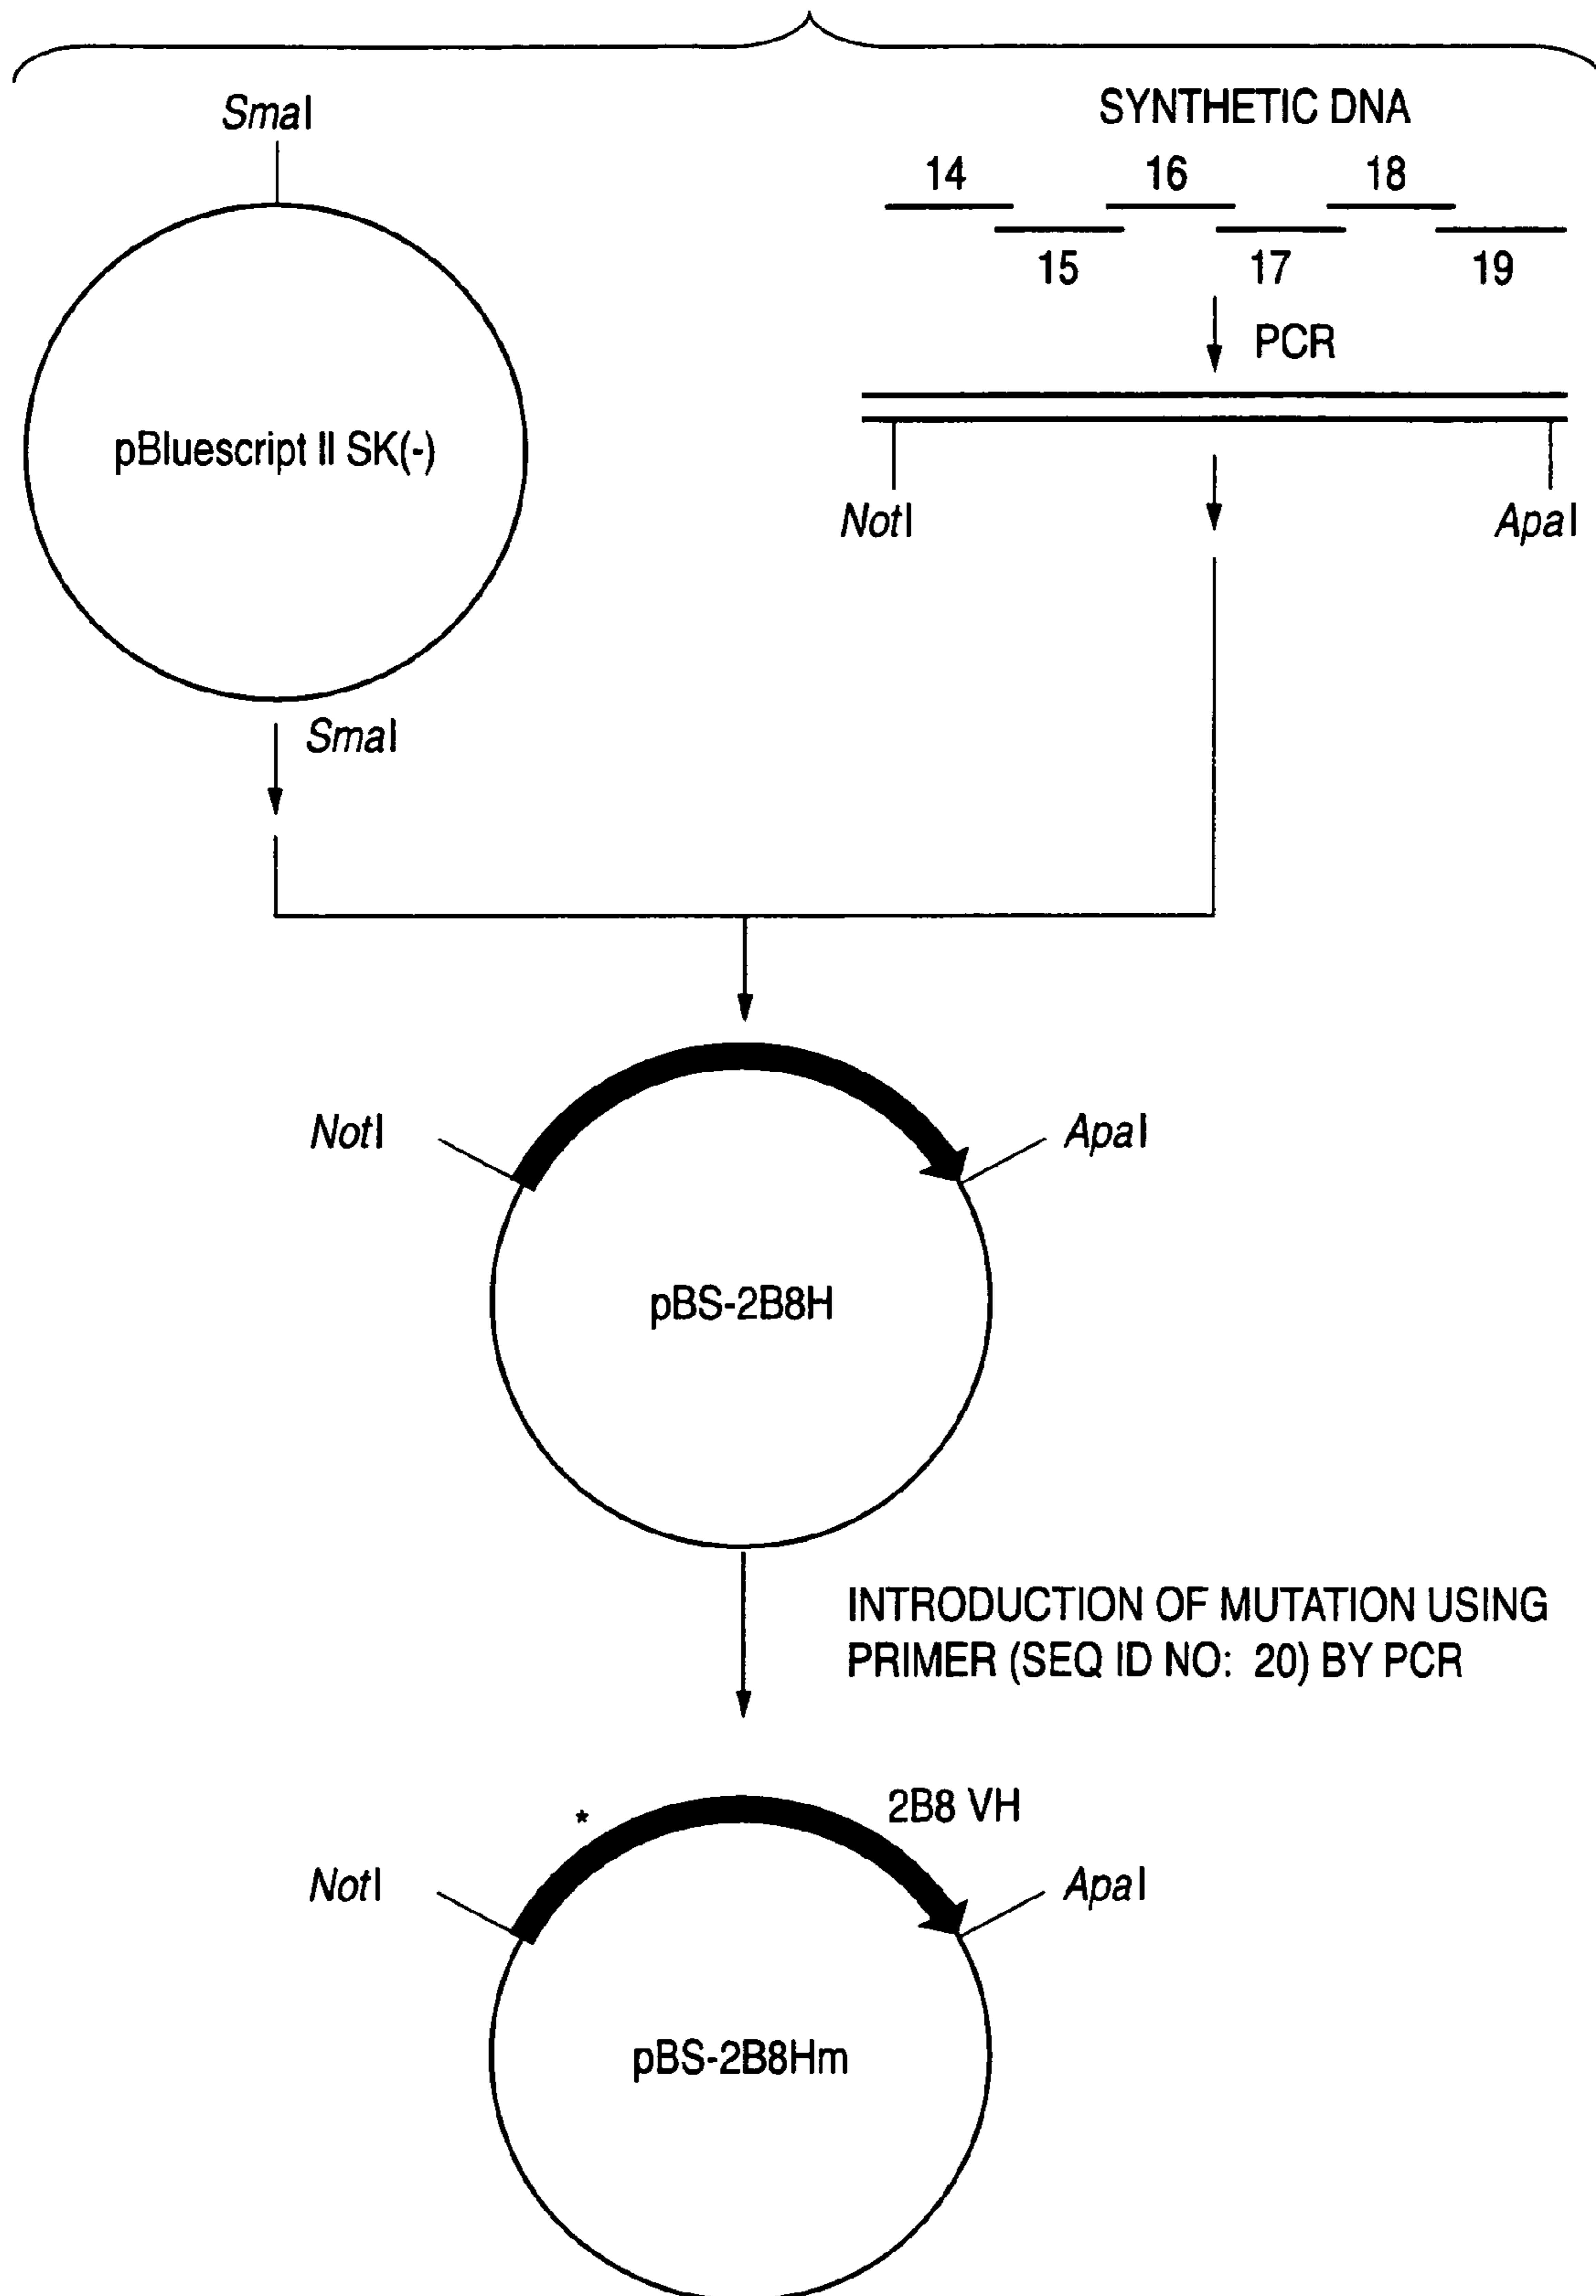 SmaI
SYNTHETIC DNA
14 16 18
15 17 19
PCR
pBluescript II SK(-)
NotI ApaI
SmaI
NotI ApaI
pBS-2B8H
INTRODUCTION OF MUTATION USING
PRIMER (SEQ ID NO: 20) BY PCR
* 2B8 VH
NotI ApaI
pBS-2B8Hm